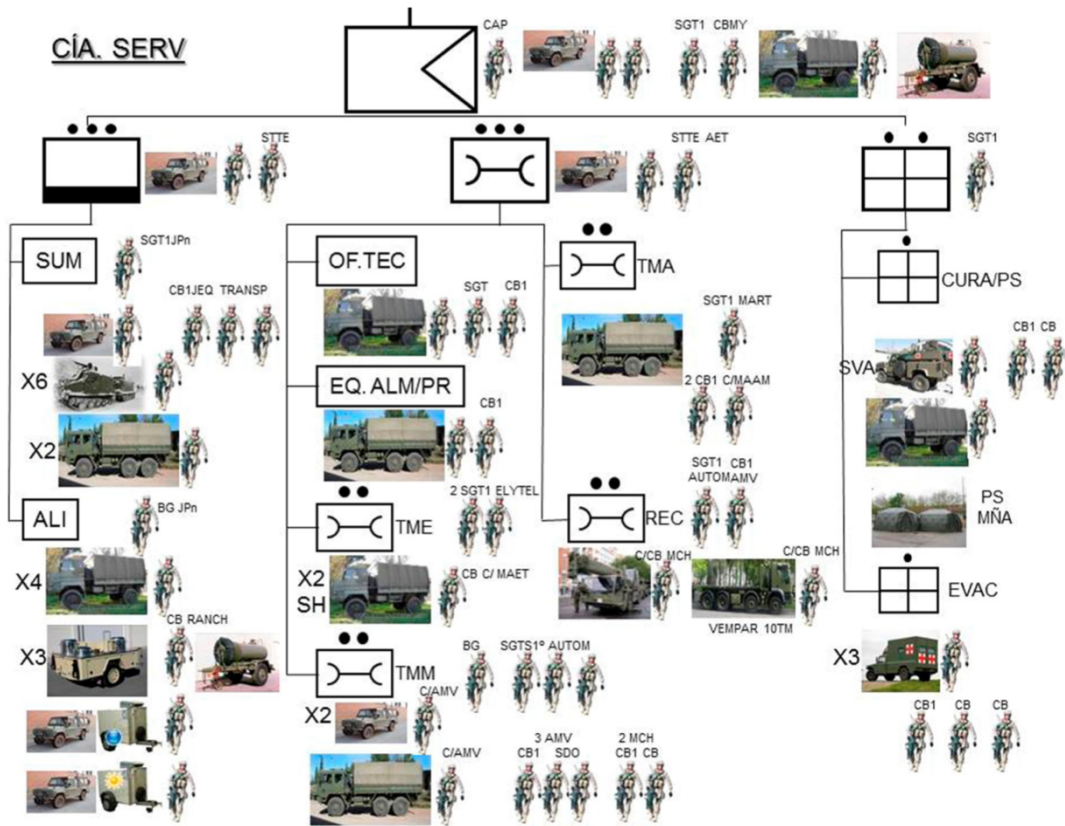 CÍA. SERV
CAP
SGT1 CBMY
STTE
STTE AET
SGT1
SUM
SGT1JPn
CB1JEQ TRANSP
X6
X2
ALI
BG JPn
X4
CB RANCH
X3
OF.TEC
SGT CB1
EQ. ALM/PR
CB1
TME
2 SGT1 ELYTEL
X2
SH
CB C/ MAET
TMM
BG SGTS1º AUTOM
X2
C/AMV
C/AMV
3 AMV
CB1 SDO
2 MCH
CB1 CB
TMA
SGT1 MART
2 CB1 C/MAAM
REC
SGT1
AUTOM
CB1
AMV
C/CB MCH
C/CB MCH
VEMPAR 10TM
CURA/PS
CB1 CB
SVA
PS
MÑA
EVAC
X3
CB1 CB CB